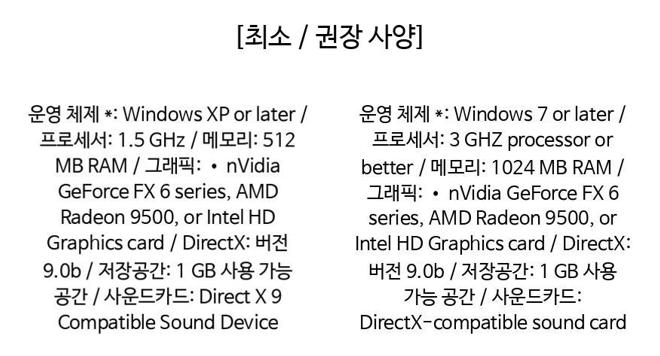 [최소 / 권장 사양]
운영 체제 *: Windows XP or later /
프로세서: 1.5 GHz / 메모리: 512
MB RAM / 그래픽: • nVidia
GeForce FX 6 series, AMD
Radeon 9500, or Intel HD
Graphics card / DirectX: 버전
9.0b / 저장공간: 1 GB 사용 가능
공간 / 사운드카드: Direct X 9
Compatible Sound Device
운영 체제 *: Windows 7 or later /
프로세서: 3 GHZ processor or
better / 메모리: 1024 MB RAM /
그래픽: • nVidia GeForce FX 6
series, AMD Radeon 9500, or
Intel HD Graphics card / DirectX:
버전 9.0b / 저장공간: 1 GB 사용
가능 공간 / 사운드카드:
DirectX-compatible sound card